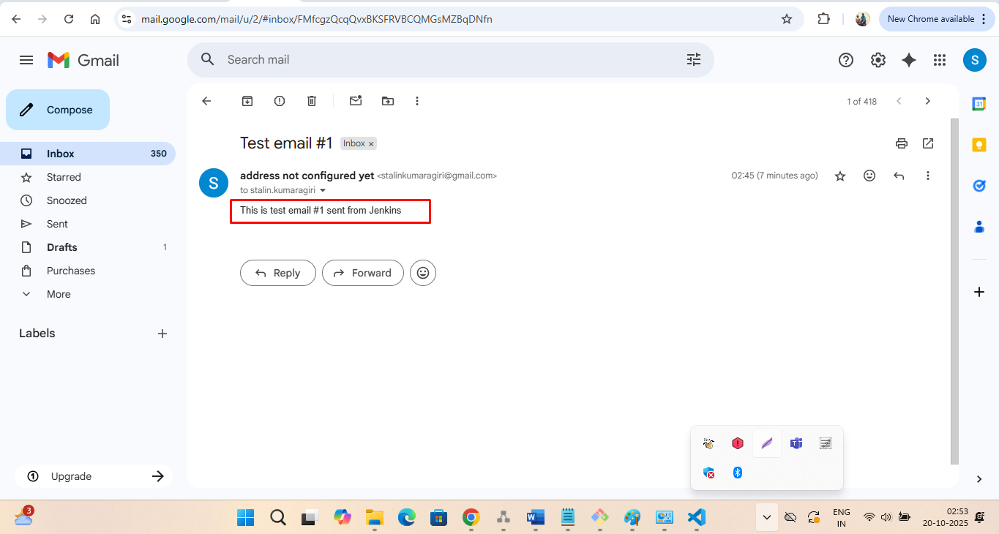 mail.google.com/mail/u/2/#inbox/FMfcgzQcqQvxBKSFRVBCQMGsMZBqDNfn
New Chrome available
Gmail
Search mail
S
Compose
1 of 418
Inbox 350
Starred
Snoozed
Sent
Drafts 1
Purchases
More
Labels
Upgrade
Test email #1 Inbox ×
S
address not configured yet <stalinkumaragiri@gmail.com>
02:45 (7 minutes ago)
to stalin.kumaragiri
This is test email #1 sent from Jenkins
Reply
Forward
31
3
ENG
IN
02:53
20-10-2025